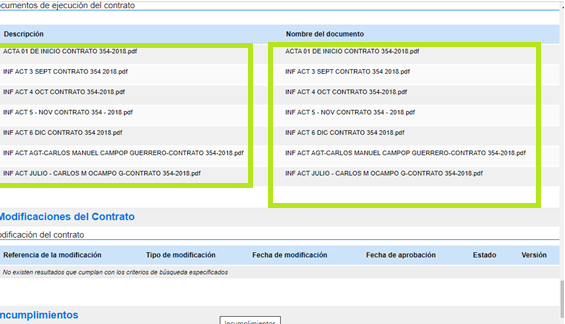 ocumentos de ejecución del contrato
Descripción Nombre del documento
ACTA 01 DE INICIO CONTRATO 354-2018.pdf ACTA 01 DE INICIO CONTRATO 354-2018.pdf
INF ACT 3 SEPT CONTRATO 354 2018.pdf INF ACT 3 SEPT CONTRATO 354 2018.pdf
INF ACT 4 OCT CONTRATO 354-2018.pdf INF ACT 4 OCT CONTRATO 354-2018.pdf
INF ACT 5 - NOV CONTRATO 354 - 2018.pdf INF ACT 5 - NOV CONTRATO 354 - 2018.pdf
INF ACT 6 DIC CONTRATO 354 2018.pdf INF ACT 6 DIC CONTRATO 354 2018.pdf
INF ACT AGT-CARLOS MANUEL CAMPOP GUERRERO-CONTRATO 354-2018.pdf INF ACT AGT-CARLOS MANUEL CAMPOP GUERRERO-CONTRATO 354-2018.pdf
INF ACT JULIO - CARLOS M OCAMPO G-CONTRATO 354-2018.pdf INF ACT JULIO - CARLOS M OCAMPO G-CONTRATO 354-2018.pdf
Modificaciones del Contrato
odificación del contrato
Referencia de la modificación Tipo de modificación Fecha de modificación Fecha de aprobación Estado Versión
No existen resultados que cumplan con los criterios de búsqueda especificados
ncumplimientos
Incumplimientos